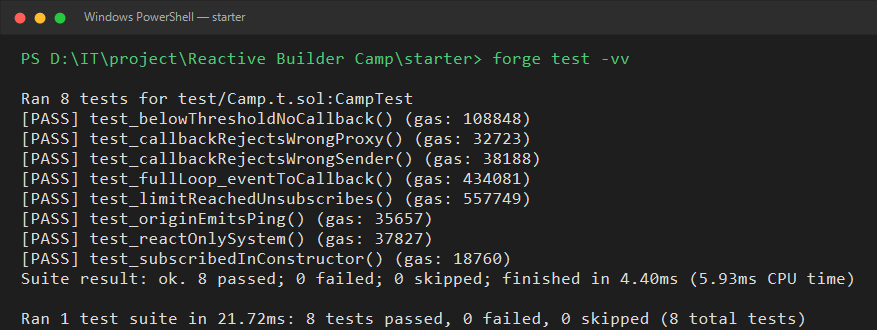 Windows PowerShell — starter
PS D:\IT\project\Reactive Builder Camp\starter> forge test -vv
Ran 8 tests for test/Camp.t.sol:CampTest
[PASS] test_belowThresholdNoCallback() (gas: 108848)
[PASS] test_callbackRejectsWrongProxy() (gas: 32723)
[PASS] test_callbackRejectsWrongSender() (gas: 38188)
[PASS] test_fullLoop_eventToCallback() (gas: 434081)
[PASS] test_limitReachedUnsubscribes() (gas: 557749)
[PASS] test_originEmitsPing() (gas: 35657)
[PASS] test_reactOnlySystem() (gas: 37827)
[PASS] test_subscribedInConstructor() (gas: 18760)
Suite result: ok. 8 passed; 0 failed; 0 skipped; finished in 4.40ms (5.93ms CPU time)
Ran 1 test suite in 21.72ms: 8 tests passed, 0 failed, 0 skipped (8 total tests)